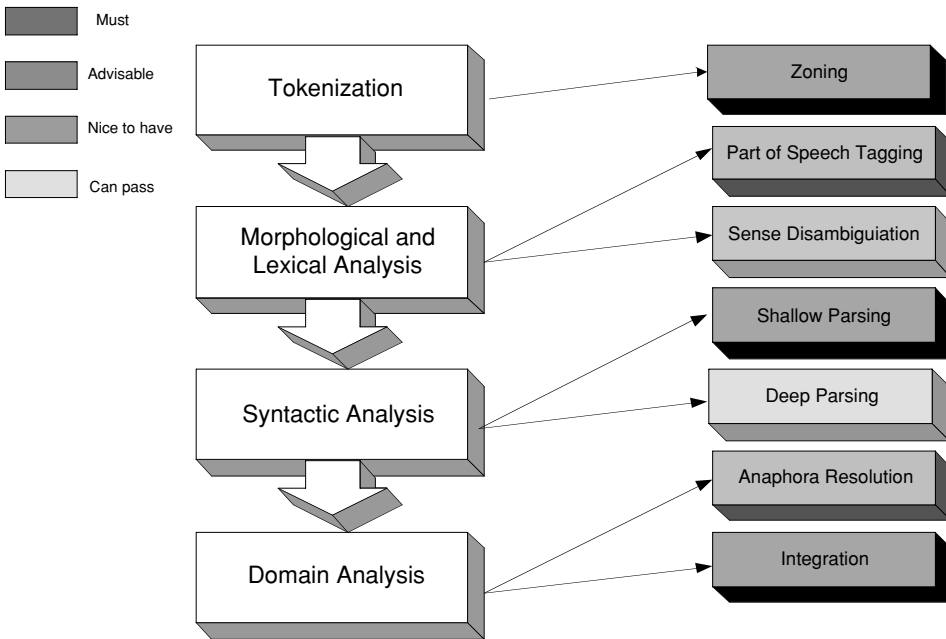 Must
Advisable
Nice to have
Can pass
Tokenization
Zoning
Part of Speech Tagging
Morphological and
Lexical Analysis
Sense Disambiguiation
Shallow Parsing
Syntactic Analysis
Deep Parsing
Anaphora Resolution
Domain Analysis
Integration